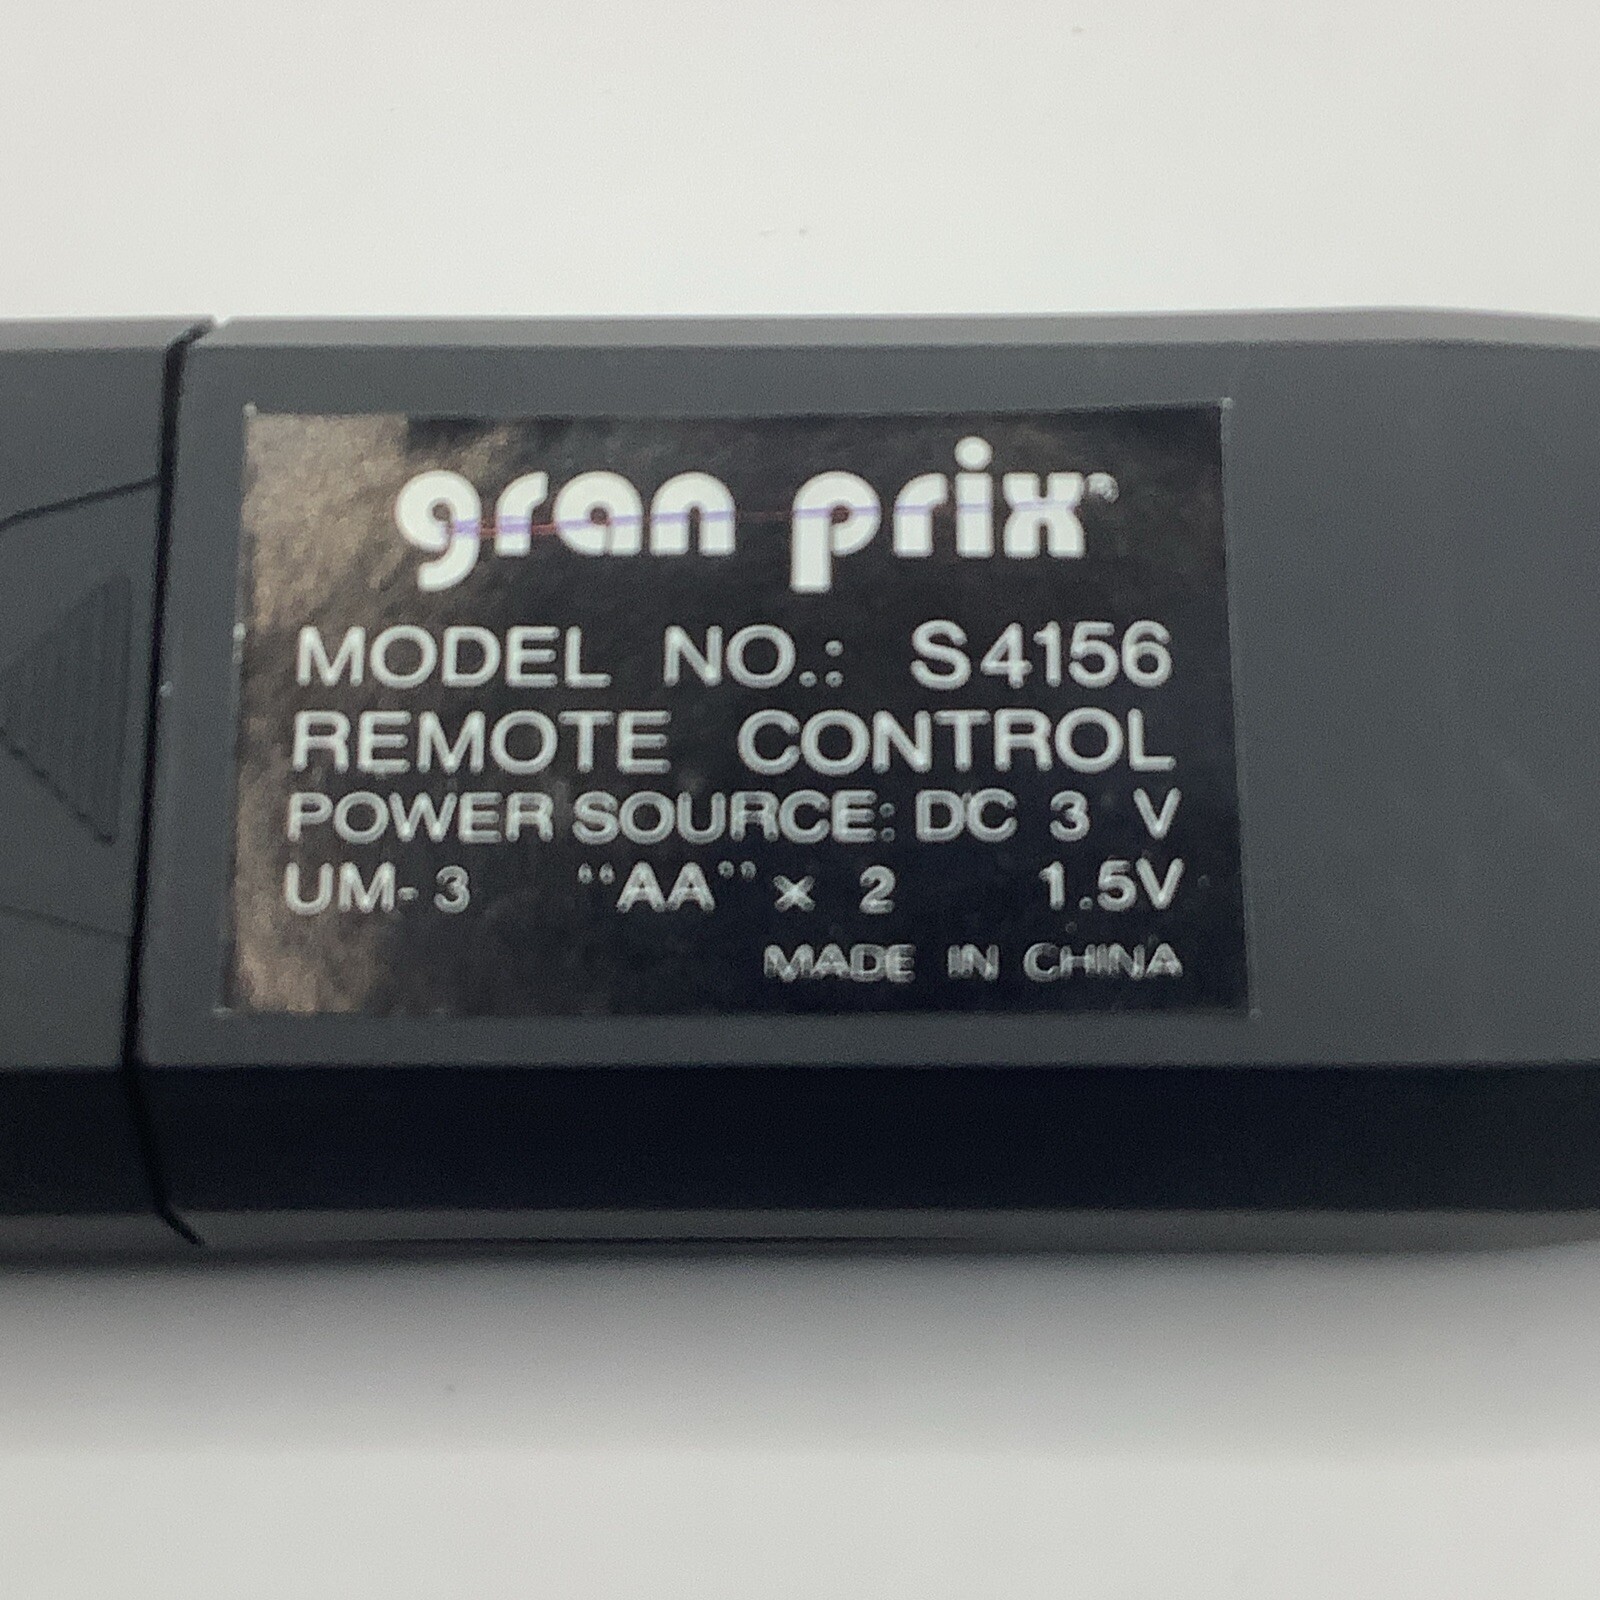 gran prix®
MODEL NO.: S4156
REMOTE CONTROL
POWER SOURCE: DC 3 V
UM-3 "AA" x 2 1.5V
MADE IN CHINA